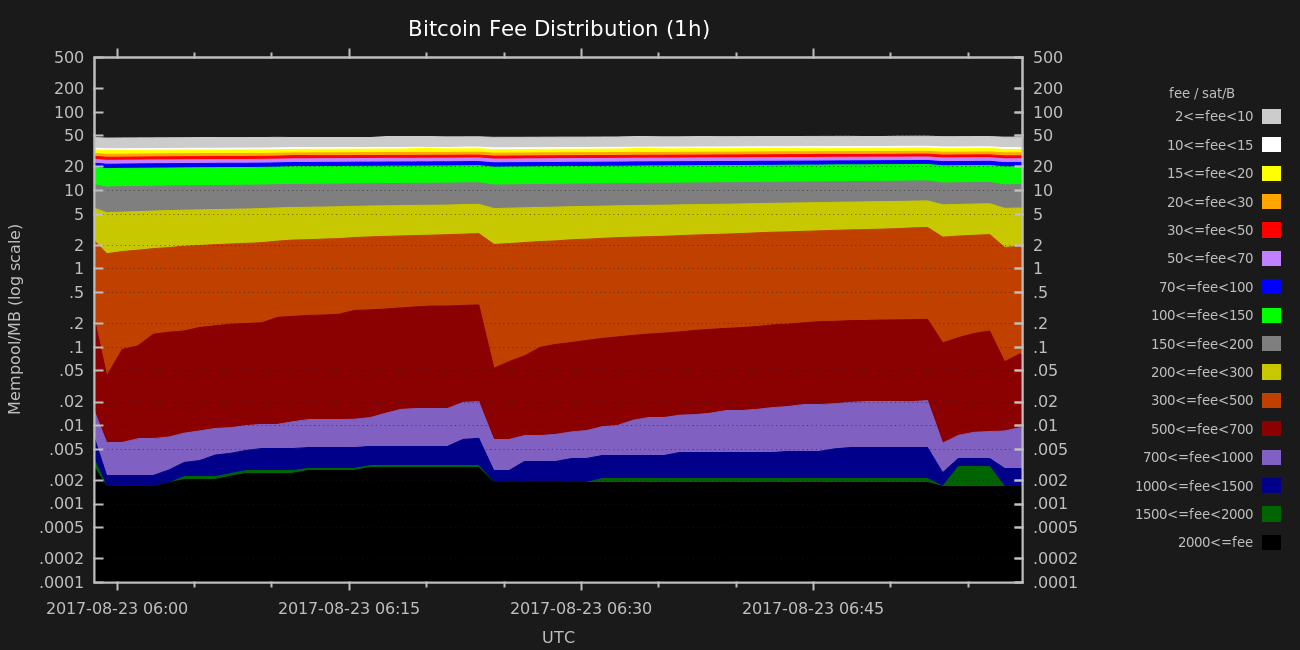 Bitcoin Fee Distribution (1h)
Mempool/MB (log scale)
500
200
100
50
20
10
5
2
1
.5
.2
.1
.05
.02
.01
.005
.002
.001
.0005
.0002
.0001
500
200
100
50
20
10
5
2
1
.5
.2
.1
.05
.02
.01
.005
.002
.001
.0005
.0002
.0001
2017-08-23 06:00 2017-08-23 06:15 2017-08-23 06:30 2017-08-23 06:45
UTC
fee / sat/B
2<=fee<10
10<=fee<15
15<=fee<20
20<=fee<30
30<=fee<50
50<=fee<70
70<=fee<100
100<=fee<150
150<=fee<200
200<=fee<300
300<=fee<500
500<=fee<700
700<=fee<1000
1000<=fee<1500
1500<=fee<2000
2000<=fee